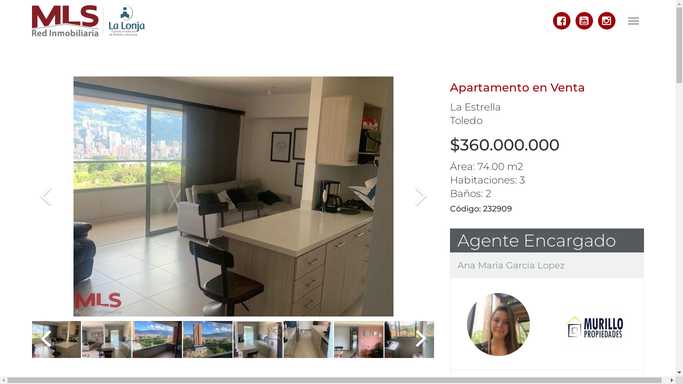 MLS
Red Inmobiliaria
La Lonja
Apartamento en Venta
La Estrella
Toledo
$360.000.000
Área: 74.00 m2
Habitaciones: 3
Baños: 2
Código: 232909
Agente Encargado
Ana Maria Garcia Lopez
MLS
MURILLO
PROPIEDADES